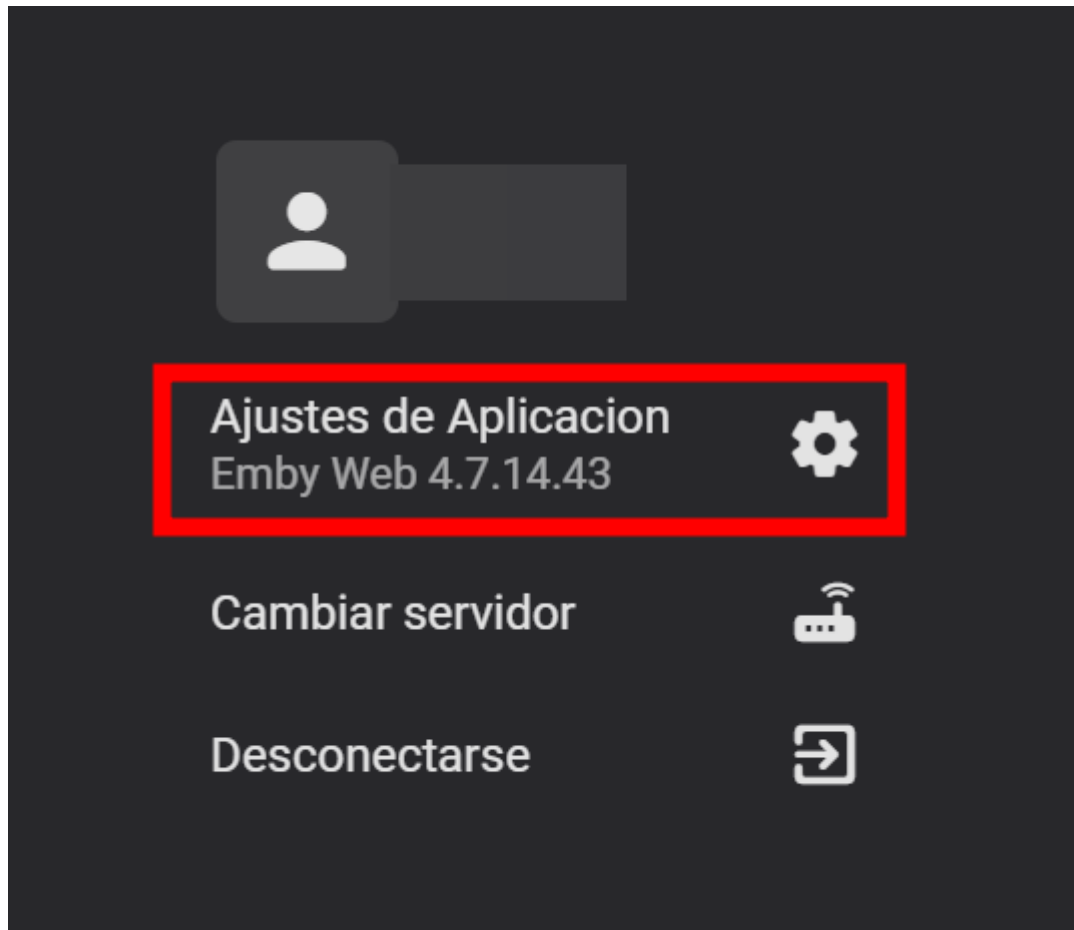 Ajustes de Aplicacion
Emby Web 4.7.14.43
Cambiar servidor
Desconectarse